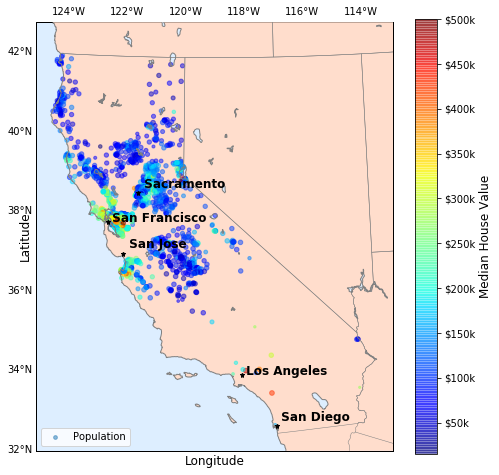 124°W 122°W 120°W 118°W 116°W 114°W
42°N
40°N
38°N
36°N
34°N
32°N
Latitude
Longitude
Sacramento
San Francisco
San Jose
Los Angeles
San Diego
Population
$500k
$450k
$400k
$350k
$300k
$250k
$200k
$150k
$100k
$50k
Median House Value